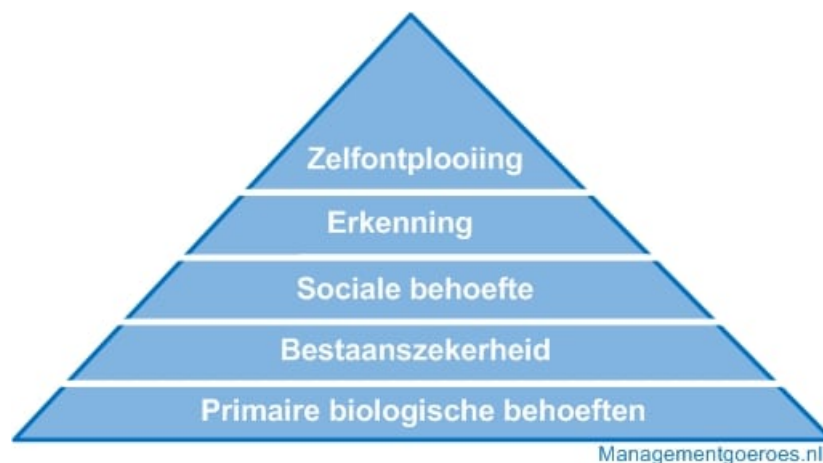 Zelfontplooiing
Erkenning
Sociale behoefte
Bestaanszekerheid
Primaire biologische behoeften
Managementgoeroes.nl